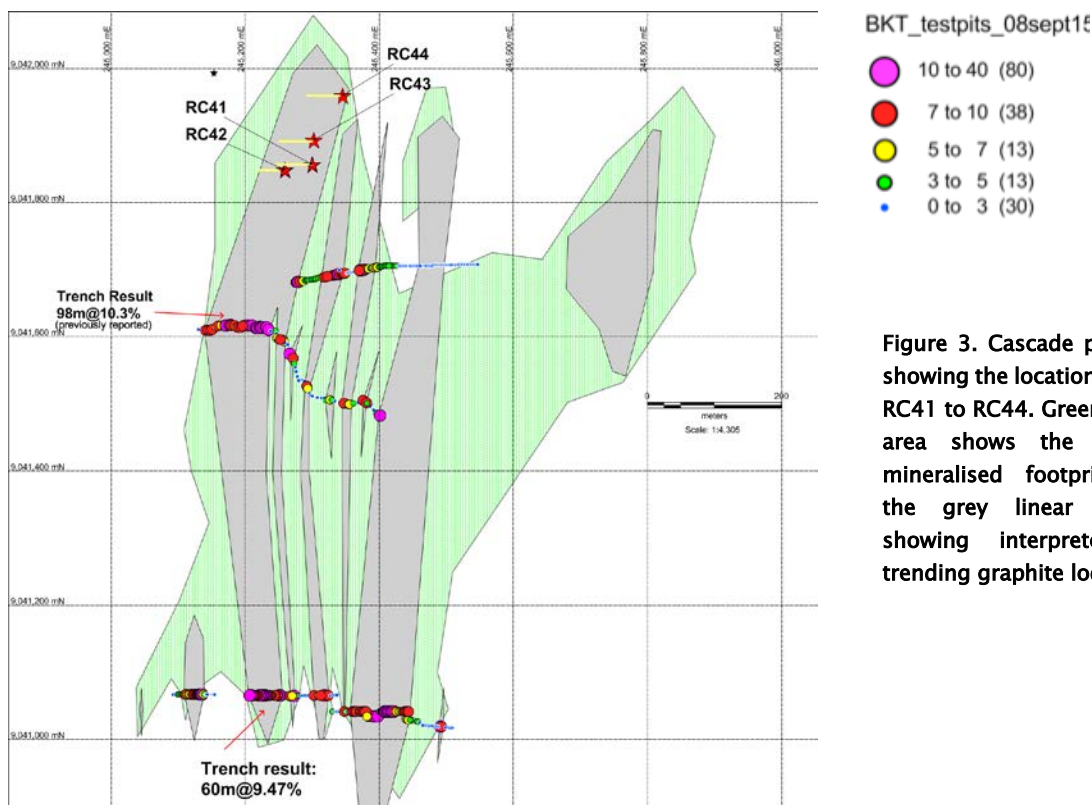 245,000 mE
245,200 mE
245,400 mE
245,600 mE
245,800 mE
246,000 mE
9,042,000 mN
9,041,800 mN
9,041,600 mN
9,041,400 mN
9,041,200 mN
9,041,000 mN
RC44
RC43
RC41
RC42
Trench Result
98m@10.3%
(previously reported)
0
200
meters
Scale: 1:4.305
Trench result:
60m@9.47%
BKT_testpits_08sept15
10 to 40 (80)
7 to 10 (38)
5 to 7 (13)
3 to 5 (13)
0 to 3 (30)
Figure 3. Cascade p
showing the location
RC41 to RC44. Green
area shows the
mineralised footpri
the grey linear
showing interprete
trending graphite lo